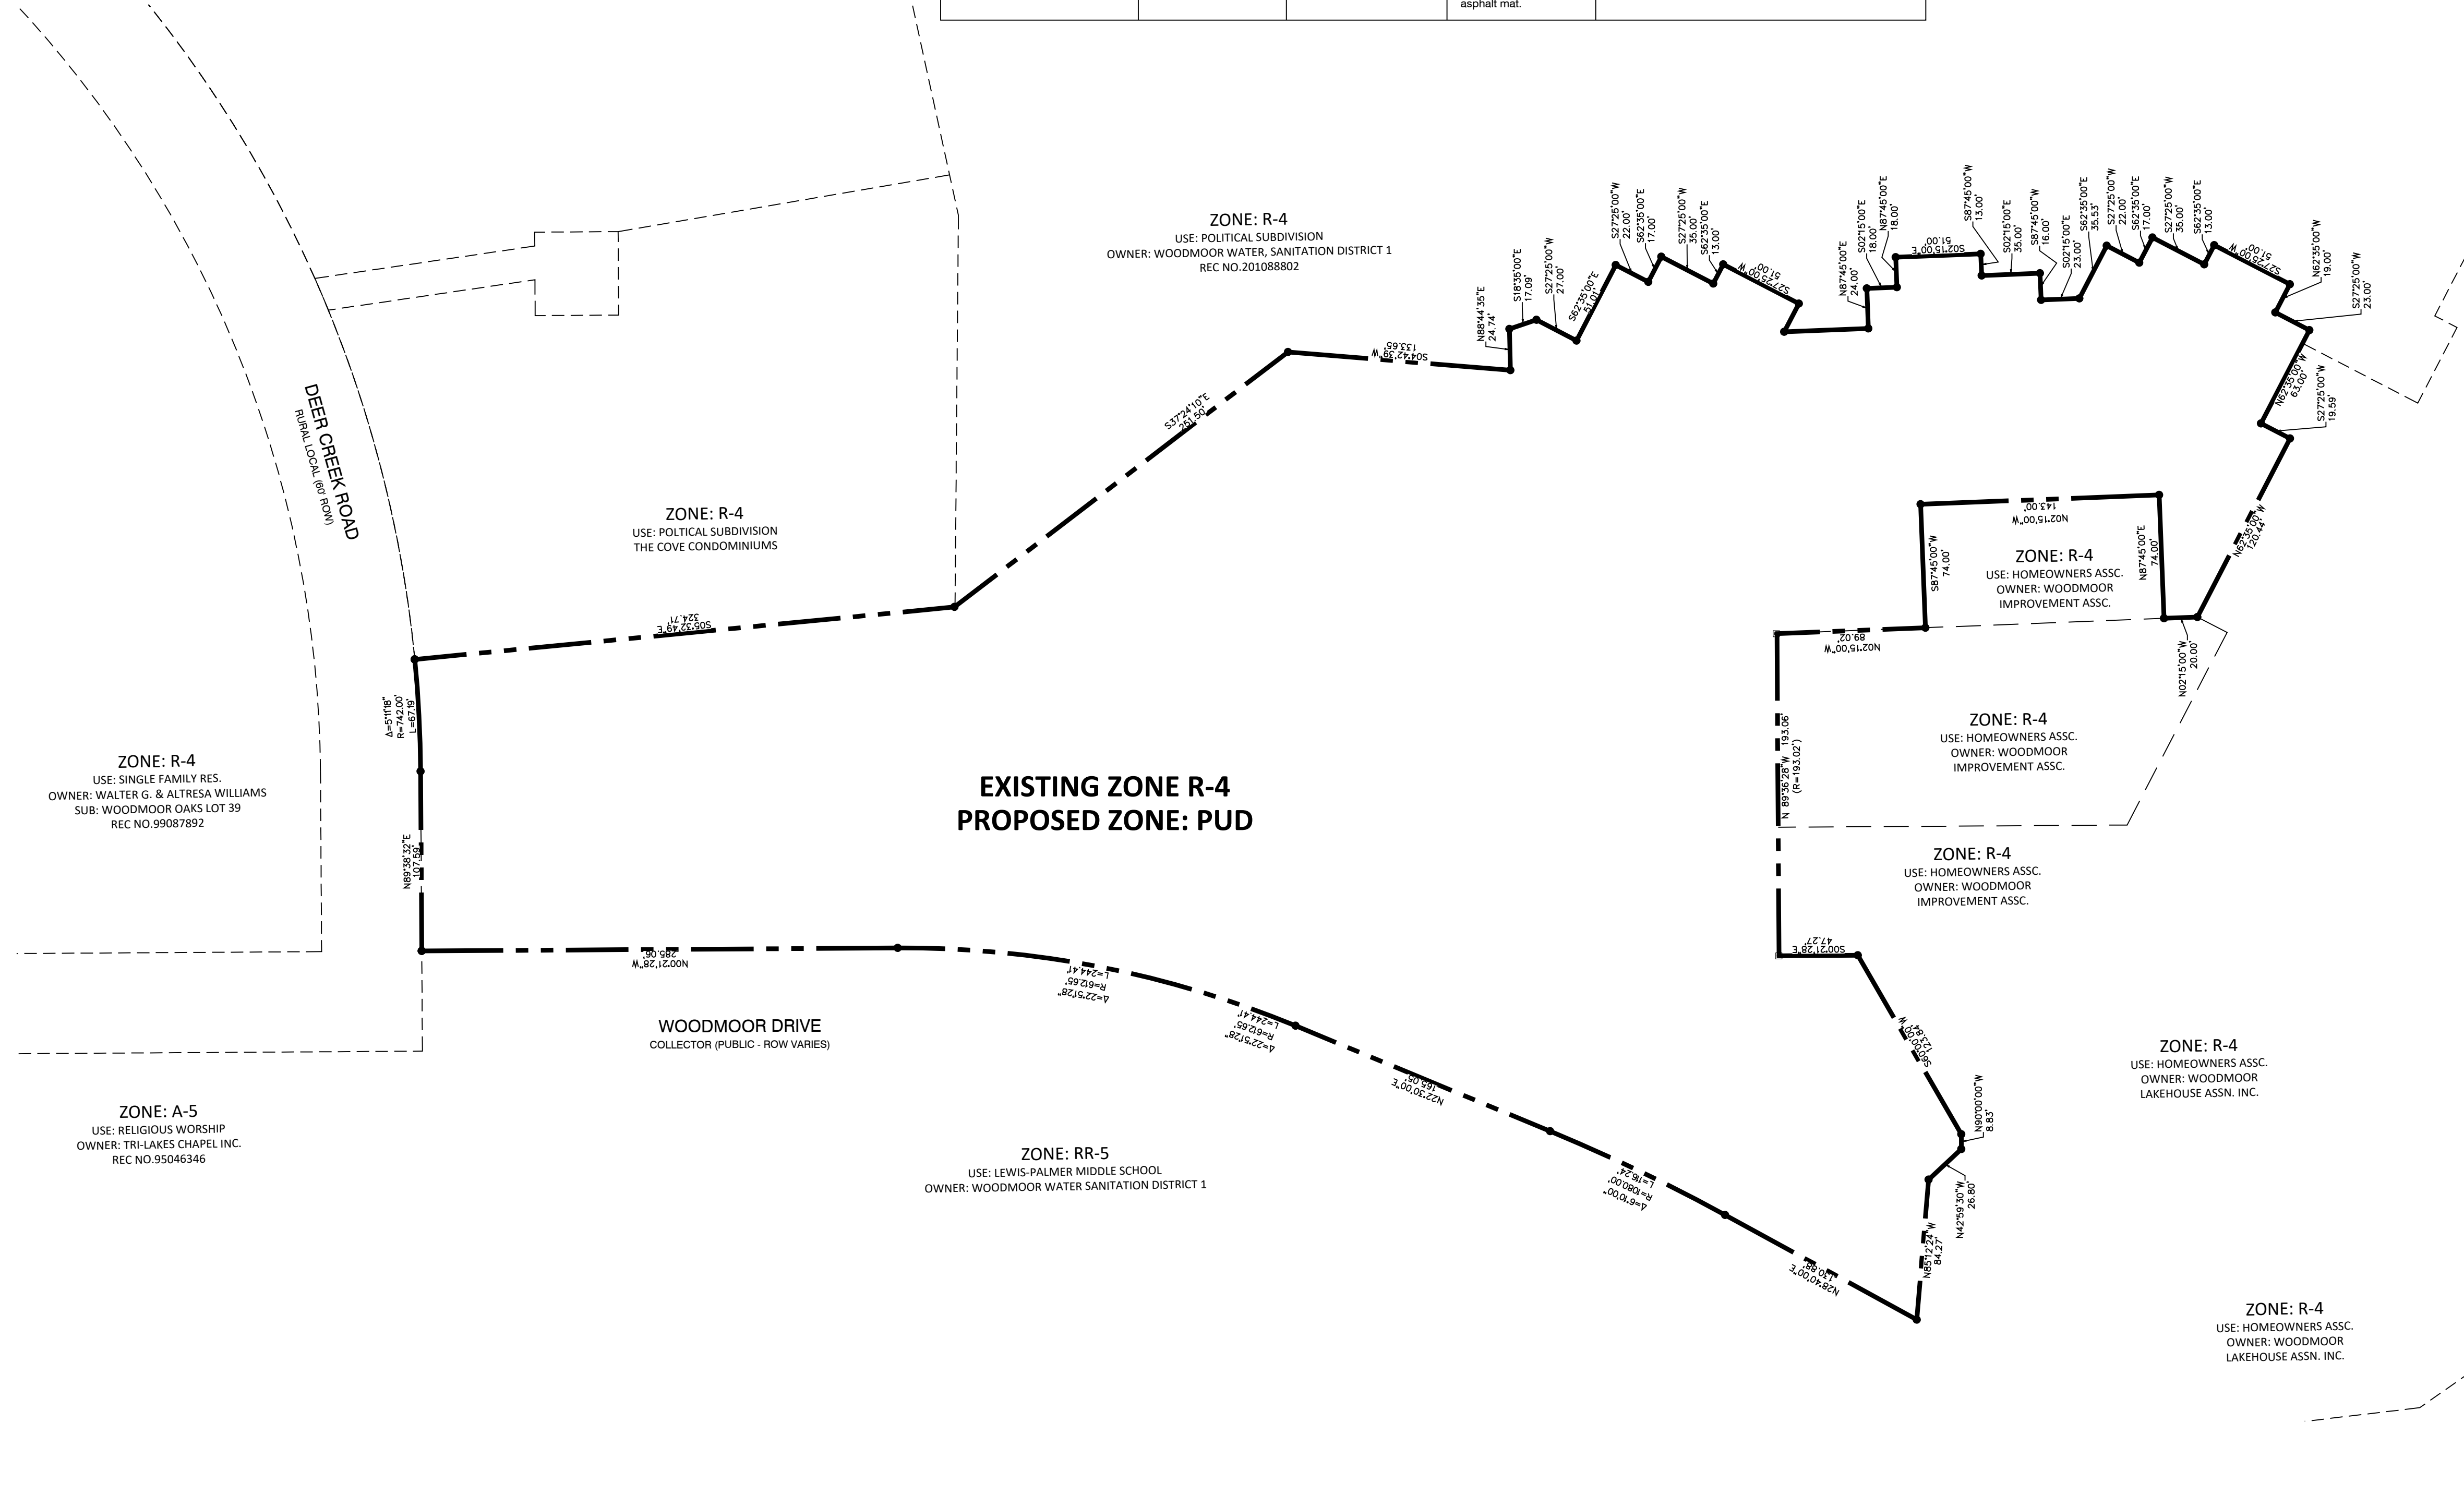 asphalt mat.
ZONE: R-4
USE: POLITICAL SUBDIVISION
OWNER: WOODMOOR WATER, SANITATION DISTRICT 1
REC NO.201088802
N88°44'35"E
24.74'
S18°35'00"E
17.09'
S27°25'00"W
27.00'
S62°35'00"E
51.01'
S27°25'00"W
22.00'
S62°35'00"E
17.00'
S27°25'00"W
35.00'
S62°35'00"E
13.00'
S27°25'00"W
51.00'
N87°45'00"E
24.00'
S02°15'00"E
18.00'
N87°45'00"E
18.00'
S02°15'00"E
51.00'
S87°45'00"W
13.00'
S02°15'00"E
35.00'
S87°45'00"W
16.00'
S02°15'00"E
23.00'
S62°35'00"E
35.53'
S27°25'00"W
22.00'
S62°35'00"E
17.00'
S27°25'00"W
35.00'
S62°35'00"E
13.00'
S27°25'00"W
51.00'
N62°35'00"W
19.00'
S27°25'00"W
23.00'
N62°35'00"W
63.00'
S27°25'00"W
19.59'
N62°35'00"W
120.44'
S04°42'39"W
133.65'
S37°24'10"E
251.50'
DEER CREEK ROAD
RURAL LOCAL (60' ROW)
ZONE: R-4
USE: POLTICAL SUBDIVISION
THE COVE CONDOMINIUMS
S05°32'49"E
324.71'
N02°15'00"W
143.00'
S87°45'00"W
74.00'
N87°45'00"E
74.00'
ZONE: R-4
USE: HOMEOWNERS ASSC.
OWNER: WOODMOOR
IMPROVEMENT ASSC.
N02°15'00"W
89.02'
N02°15'00"W
20.00'
Δ=5°11'18"
R=742.00'
L=67.19'
ZONE: R-4
USE: SINGLE FAMILY RES.
OWNER: WALTER G. & ALTRESA WILLIAMS
SUB: WOODMOOR OAKS LOT 39
REC NO.99087892
N89°38'32"E
107.59'
EXISTING ZONE R-4
PROPOSED ZONE: PUD
N 89°36'28"W 193.06'
(R=193.02')
ZONE: R-4
USE: HOMEOWNERS ASSC.
OWNER: WOODMOOR
IMPROVEMENT ASSC.
ZONE: R-4
USE: HOMEOWNERS ASSC.
OWNER: WOODMOOR
IMPROVEMENT ASSC.
N00°21'28"W
285.06'
S00°21'28"E
47.27'
L=244.41'
R=612.65'
Δ=22°51'28"
L=244.41'
R=612.65'
Δ=22°51'28"
WOODMOOR DRIVE
COLLECTOR (PUBLIC - ROW VARIES)
S60°00'00"W
123.84'
N22°30'00"E
165.05'
ZONE: R-4
USE: HOMEOWNERS ASSC.
OWNER: WOODMOOR
LAKEHOUSE ASSN. INC.
N90°00'00"W
8.83'
ZONE: A-5
USE: RELIGIOUS WORSHIP
OWNER: TRI-LAKES CHAPEL INC.
REC NO.95046346
ZONE: RR-5
USE: LEWIS-PALMER MIDDLE SCHOOL
OWNER: WOODMOOR WATER SANITATION DISTRICT 1
L=116.24'
R=1080.00'
Δ=6°10'00"
N42°59'30"W
26.80'
N85°12'24"W
84.27'
N28°40'00"E
130.88'
ZONE: R-4
USE: HOMEOWNERS ASSC.
OWNER: WOODMOOR
LAKEHOUSE ASSN. INC.